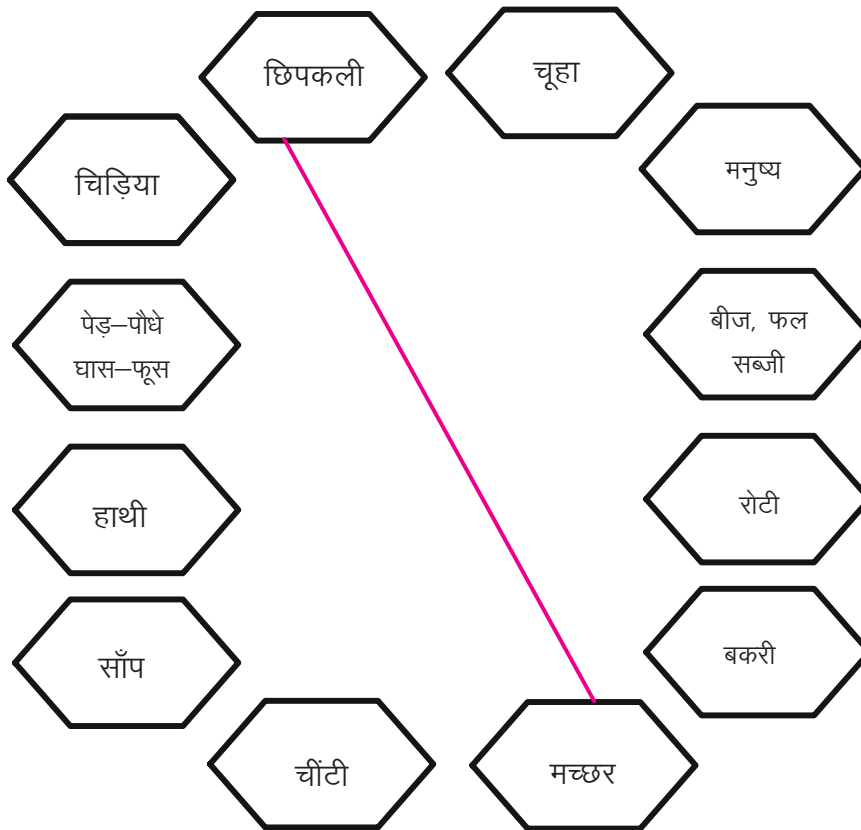 छिपकली
चूहा
चिड़िया
मनुष्य
पेड़–पौधे
घास–फूस
बीज, फल
सब्जी
हाथी
रोटी
साँप
बकरी
चींटी
मच्छर